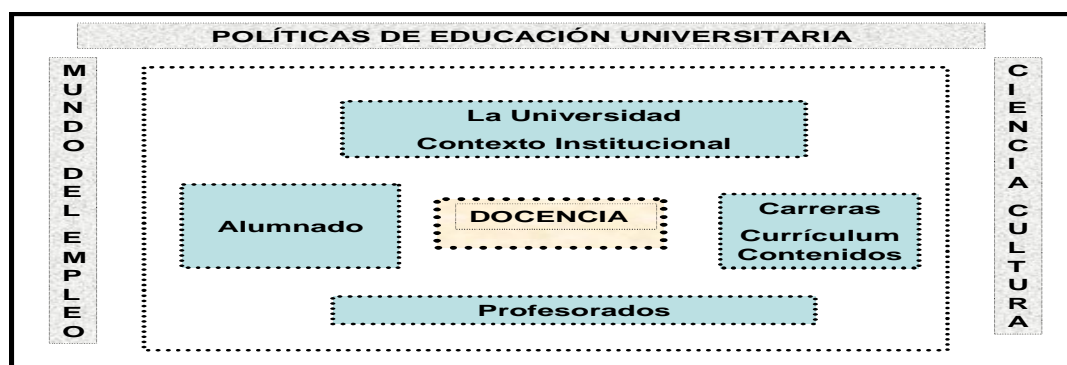 POLÍTICAS DE EDUCACIÓN UNIVERSITARIA
MUNDO DEL EMPLEO
La Universidad
Contexto Institucional
Alumnado
DOCENCIA
Carreras
Currículum
Contenidos
Profesorados
CIENCIA CULTURA